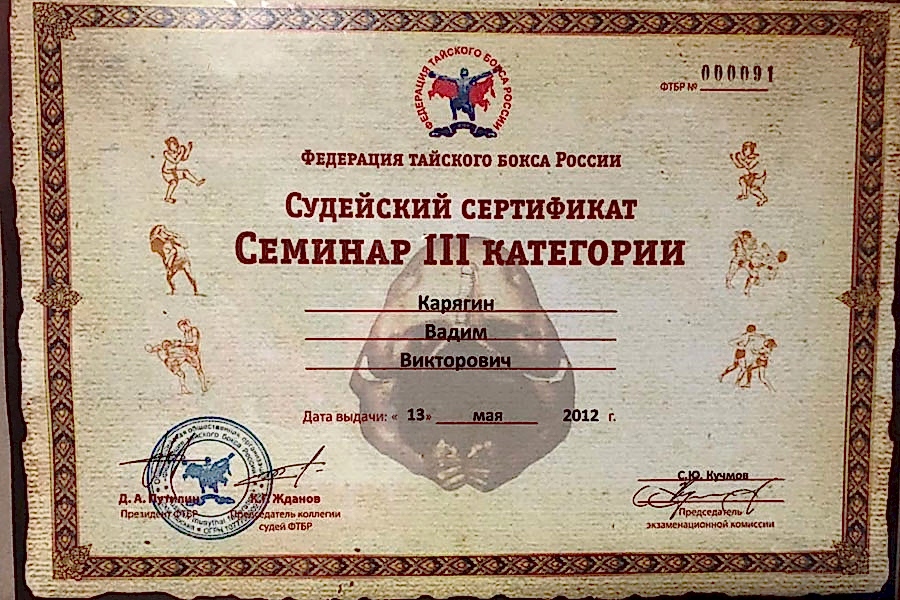 ФЕДЕРАЦИЯ ТАЙСКОГО БОКСА РОССИИ
ФТБР № 000091
ФЕДЕРАЦИЯ ТАЙСКОГО БОКСА РОССИИ
СУДЕЙСКИЙ СЕРТИФИКАТ
СЕМИНАР III КАТЕГОРИИ
Карягин
Вадим
Викторович
Дата выдачи: « 13» мая 2012 г.
Д. А. Путилин
Президент ФТБР
К.Г. Жданов
Председатель коллегии
судей ФТБР
С.Ю. Кучмов
Председатель
экзаменационной комиссии